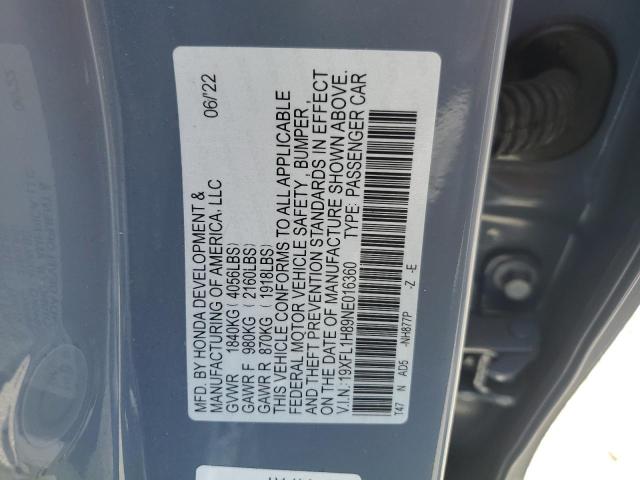 MFD. BY HONDA DEVELOPMENT & 06/'22
MANUFACTURING OF AMERICA, LLC
GVWR 1840KG ( 4056LBS)
GAWR F 980KG ( 2160LBS)
GAWR R 870KG ( 1918LBS)
THIS VEHICLE CONFORMS TO ALL APPLICABLE
FEDERAL MOTOR VEHICLE SAFETY, BUMPER,
AND THEFT PREVENTION STANDARDS IN EFFECT
ON THE DATE OF MANUFACTURE SHOWN ABOVE.
V.I.N.:19XFL1H89NE016360 TYPE: PASSENGER CAR
T47 N AD5 -NH877P -Z -E